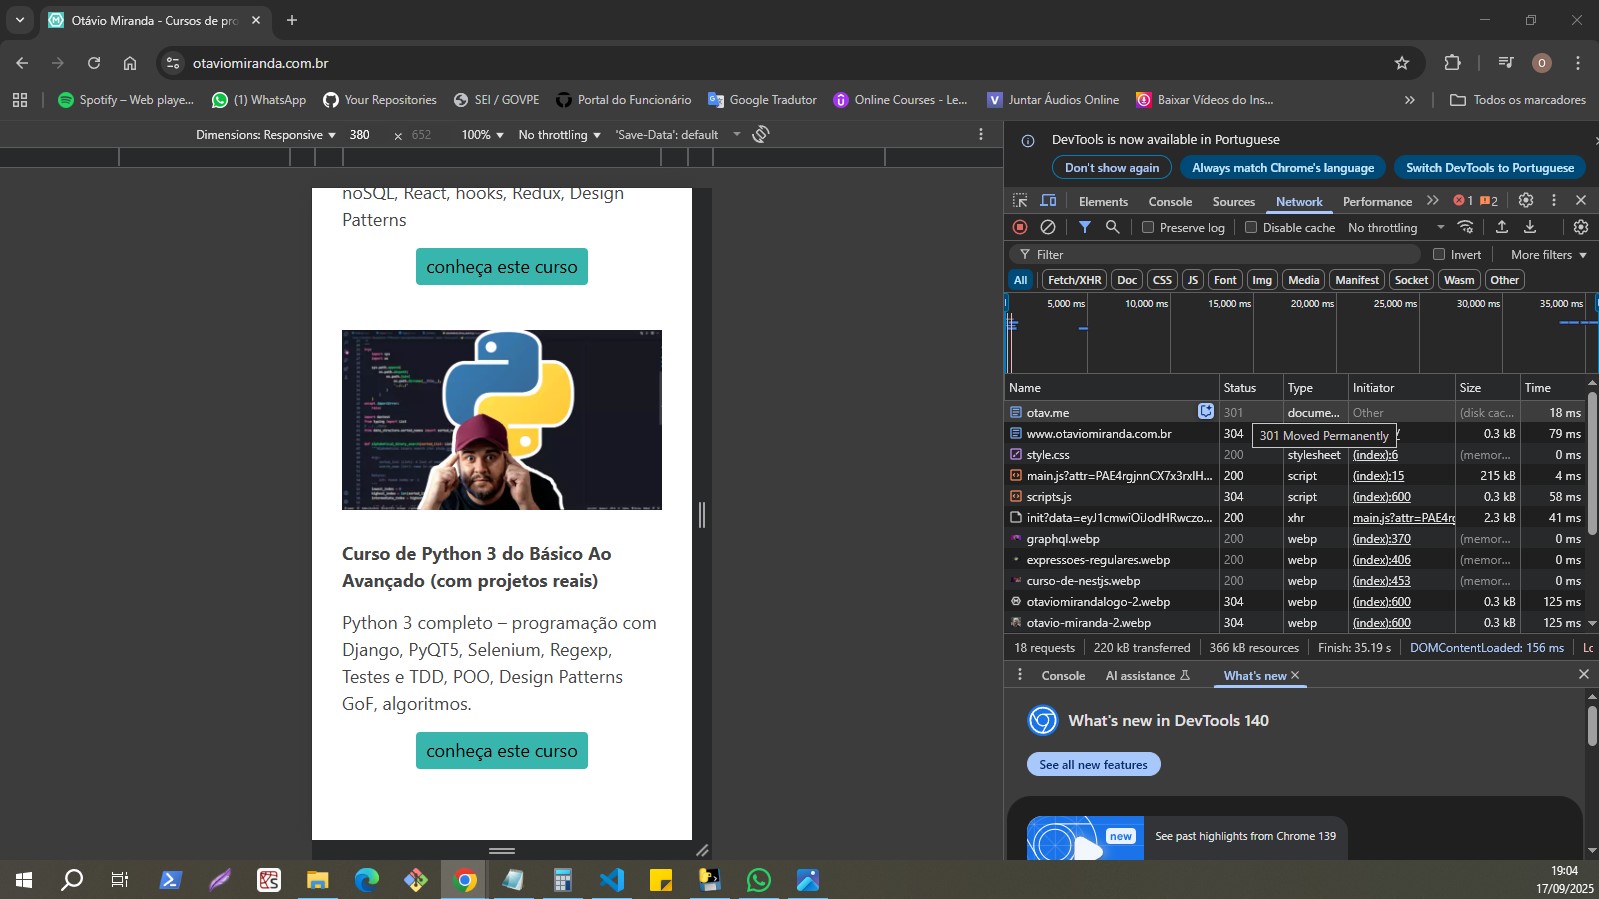 Otávio Miranda - Cursos de pro
otaviomiranda.com.br
O
Spotify – Web playe...
(1) WhatsApp
Your Repositories
SEI / GOVPE
Portal do Funcionário
Google Tradutor
Online Courses - Le...
Juntar Áudios Online
Baixar Vídeos do Ins...
Todos os marcadores
Dimensions: Responsive
380
×
652
100%
No throttling
'Save-Data': default
noSQL, React, hooks, Redux, Design
Patterns
conheça este curso
Curso de Python 3 do Básico Ao
Avançado (com projetos reais)
Python 3 completo – programação com
Django, PyQT5, Selenium, Regexp,
Testes e TDD, POO, Design Patterns
GoF, algoritmos.
conheça este curso
DevTools is now available in Portuguese
Don't show again
Always match Chrome's language
Switch DevTools to Portuguese
Elements
Console
Sources
Network
Performance
1
2
Preserve log
Disable cache
No throttling
Filter
Invert
More filters
All
Fetch/XHR
Doc
CSS
JS
Font
Img
Media
Manifest
Socket
Wasm
Other
5,000 ms
10,000 ms
15,000 ms
20,000 ms
25,000 ms
30,000 ms
35,000 ms
Name Status Type Initiator Size Time
otav.me 301 docume... Other (disk cac... 18 ms
www.otaviomiranda.com.br 304 / 0.3 kB 79 ms
301 Moved Permanently
style.css 200 stylesheet (index):6 (memor... 0 ms
main.js?attr=PAE4rgjnnCX7x3rxIH... 200 script (index):15 215 kB 4 ms
scripts.js 304 script (index):600 0.3 kB 58 ms
init?data=eyJ1cmwiOiJodHRwczo... 200 xhr main.js?attr=PAE4rg 2.3 kB 41 ms
graphql.webp 200 webp (index):370 (memor... 0 ms
expressoes-regulares.webp 200 webp (index):406 (memor... 0 ms
curso-de-nestjs.webp 200 webp (index):453 (memor... 0 ms
otaviomirandalogo-2.webp 304 webp (index):600 0.3 kB 125 ms
otavio-miranda-2.webp 304 webp (index):600 0.3 kB 125 ms
18 requests
220 kB transferred
366 kB resources
Finish: 35.19 s
DOMContentLoaded: 156 ms
Lo
Console
AI assistance
What's new
What's new in DevTools 140
See all new features
new
See past highlights from Chrome 139
19:04
17/09/2025